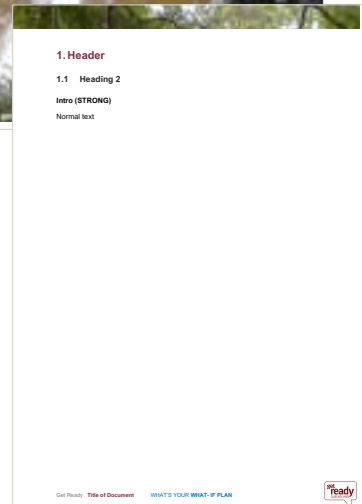 1. Header
1.1 Heading 2
Intro (STRONG)
Normal text
Get Ready Title of Document WHAT'S YOUR WHAT- IF PLAN
get
ready